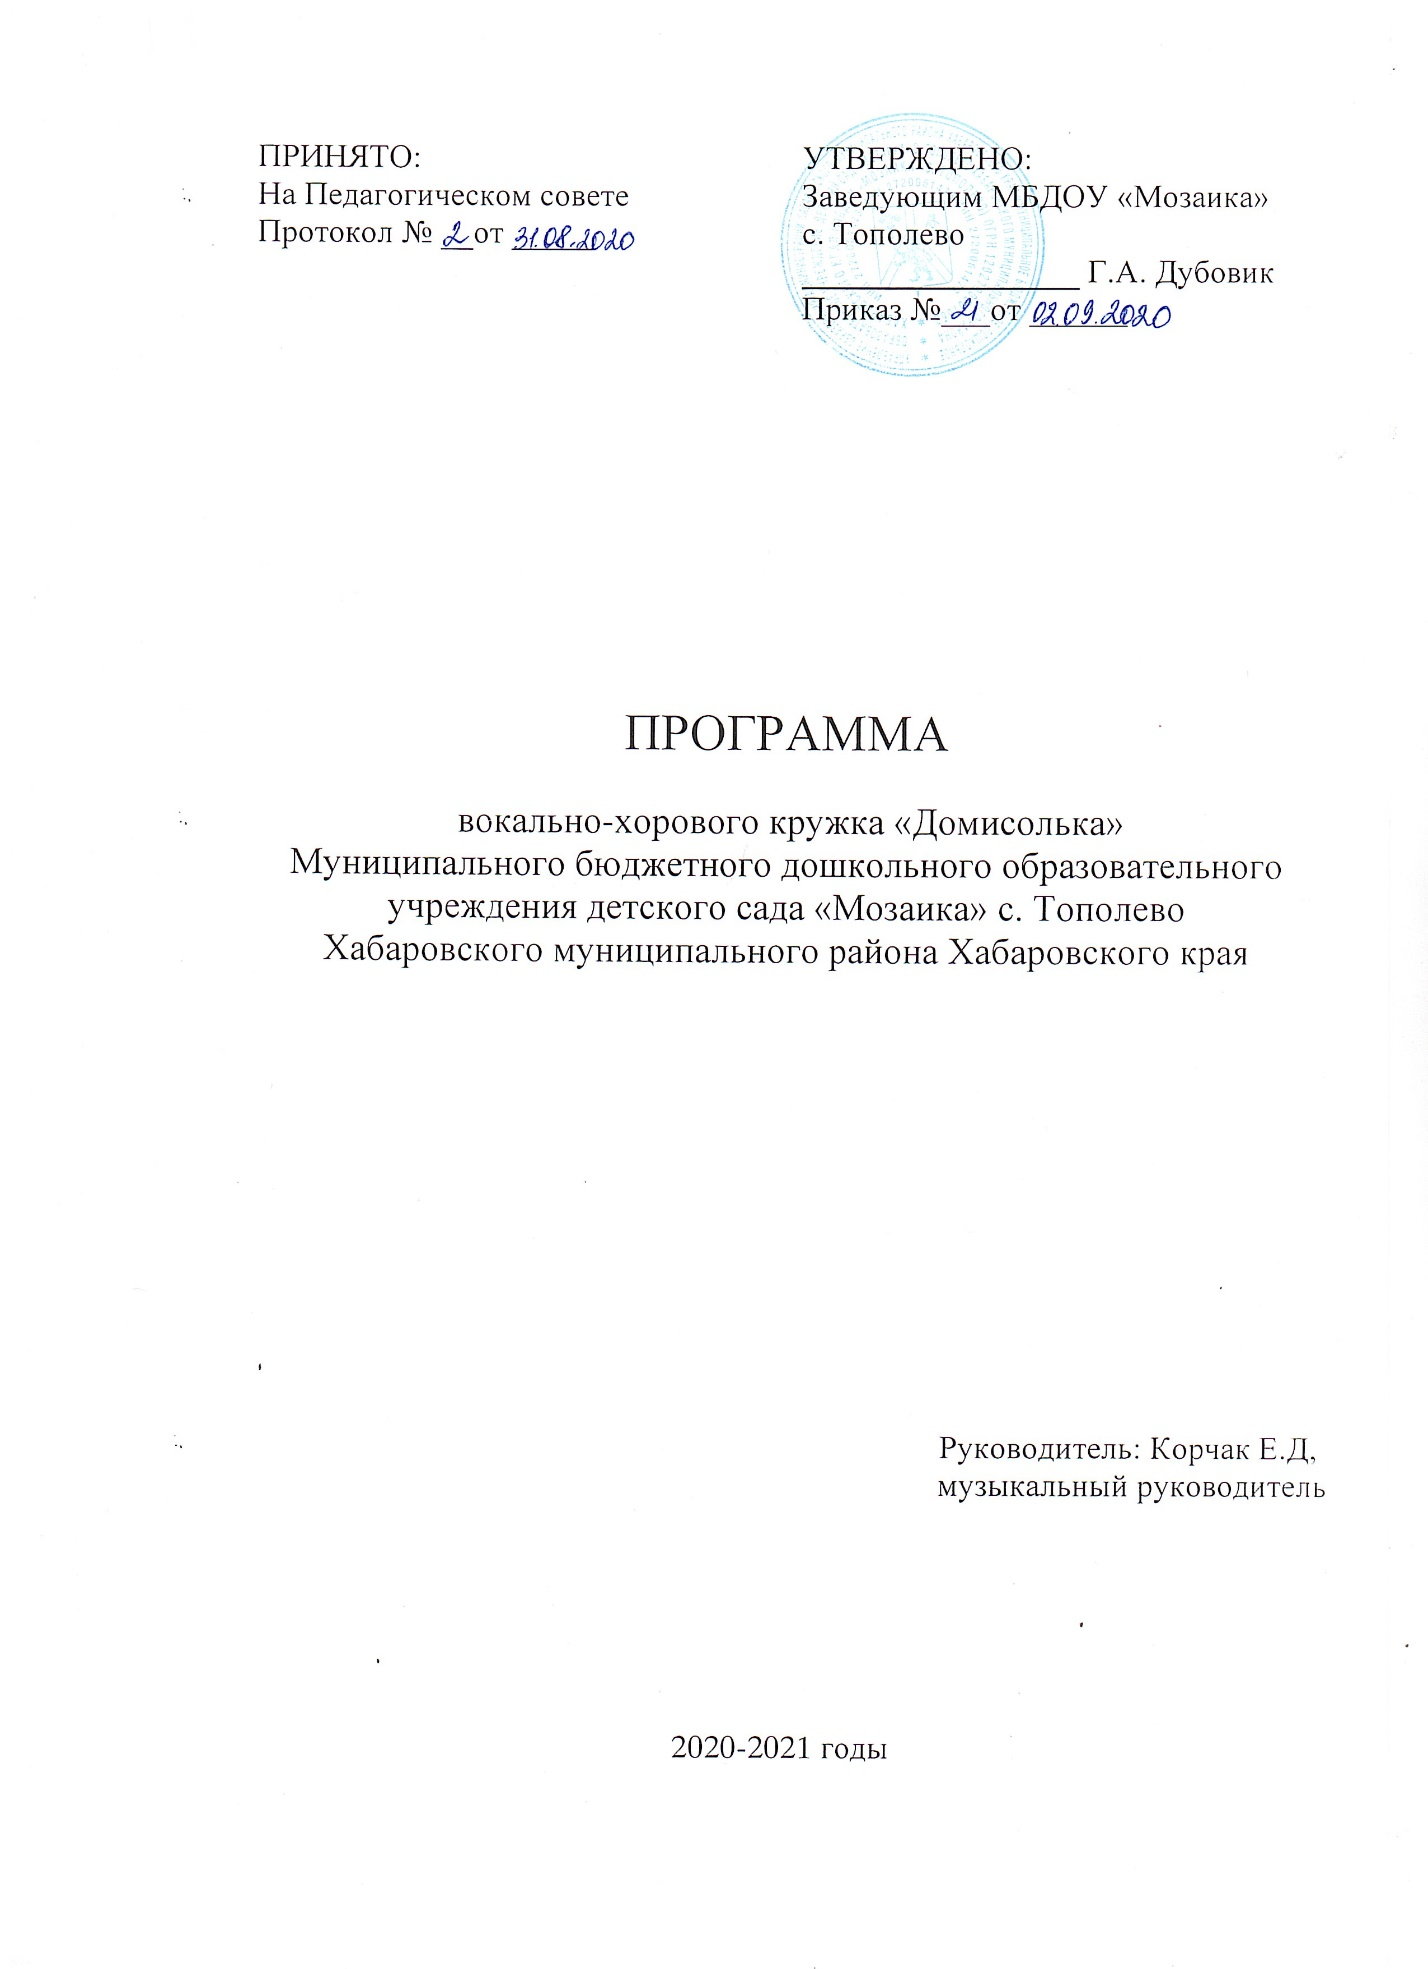 ПРИНЯТО:
На Педагогическом совете
Протокол № 2 от 31.08.2020
УТВЕРЖДЕНО:
Заведующим МБДОУ «Мозаика»
с. Тополево
_________________ Г.А. Дубовик
Приказ № 21 от 02.09.2020
ПРОГРАММА
вокально-хорового кружка «Домисолька»
Муниципального бюджетного дошкольного образовательного
учреждения детского сада «Мозаика» с. Тополево
Хабаровского муниципального района Хабаровского края
Руководитель: Корчак Е.Д,
музыкальный руководитель
2020-2021 годы